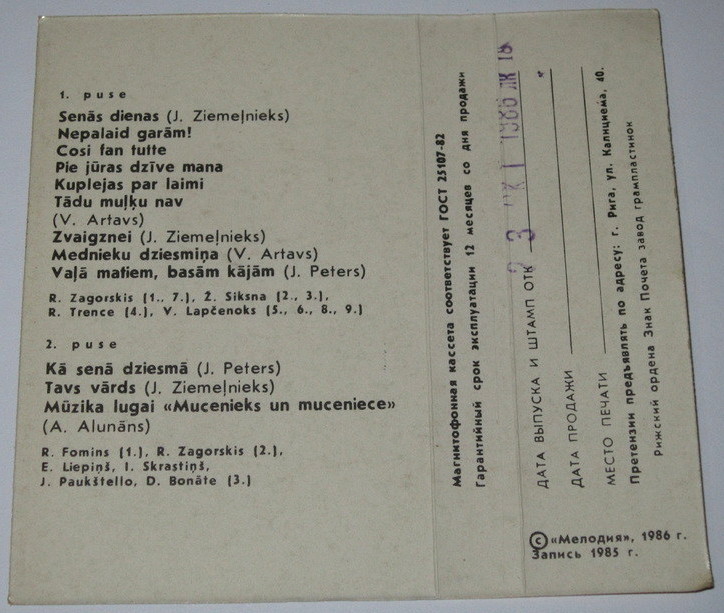 1. puse
Senās dienas (J. Ziemeļnieks)
Nepalaid garām!
Cosi fan tutte
Pie jūras dzīve mana
Kuplejas par laimi
Tādu muļķu nav
(V. Artavs)
Zvaigznei (J. Ziemeļnieks)
Mednieku dziesmiņa (V. Artavs)
Vaļā matiem, basām kājām (J. Peters)
R. Zagorskis (1., 7.), Ž. Siksna (2., 3.),
R. Trence (4.), V. Lapčenoks (5., 6., 8., 9.)
2. puse
Kā senā dziesmā (J. Peters)
Tavs vārds (J. Ziemeļnieks)
Mūzika lugai «Mucenieks un muceniece»
(A. Alunāns)
R. Fomins (1.), R. Zagorskis (2.),
E. Liepiņš, I. Skrastiņš,
J. Paukštello, D. Bonāte (3.)
Магнитофонная кассета соответствует ГОСТ 25107-82
Гарантийный срок эксплуатации 12 месяцев со дня продажи
ДАТА ВЫПУСКА И ШТАМП ОТК
ДАТА ПРОДАЖИ
МЕСТО ПЕЧАТИ
Претензии предъявлять по адресу: г. Рига, ул. Калнциема, 40.
Рижский ордена Знак Почета завод грампластинок
© «Мелодия», 1986 г.
Запись 1985 г.